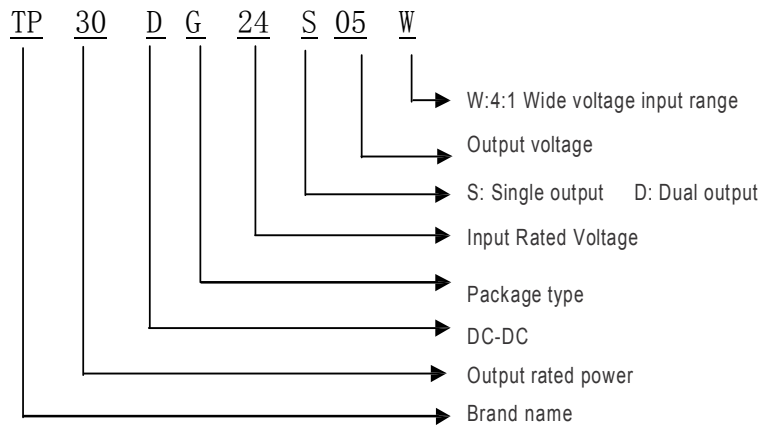 TP 30 D G 24 S 05 W
W:4:1 Wide voltage input range
Output voltage
S: Single output D: Dual output
Input Rated Voltage
Package type
DC-DC
Output rated power
Brand name